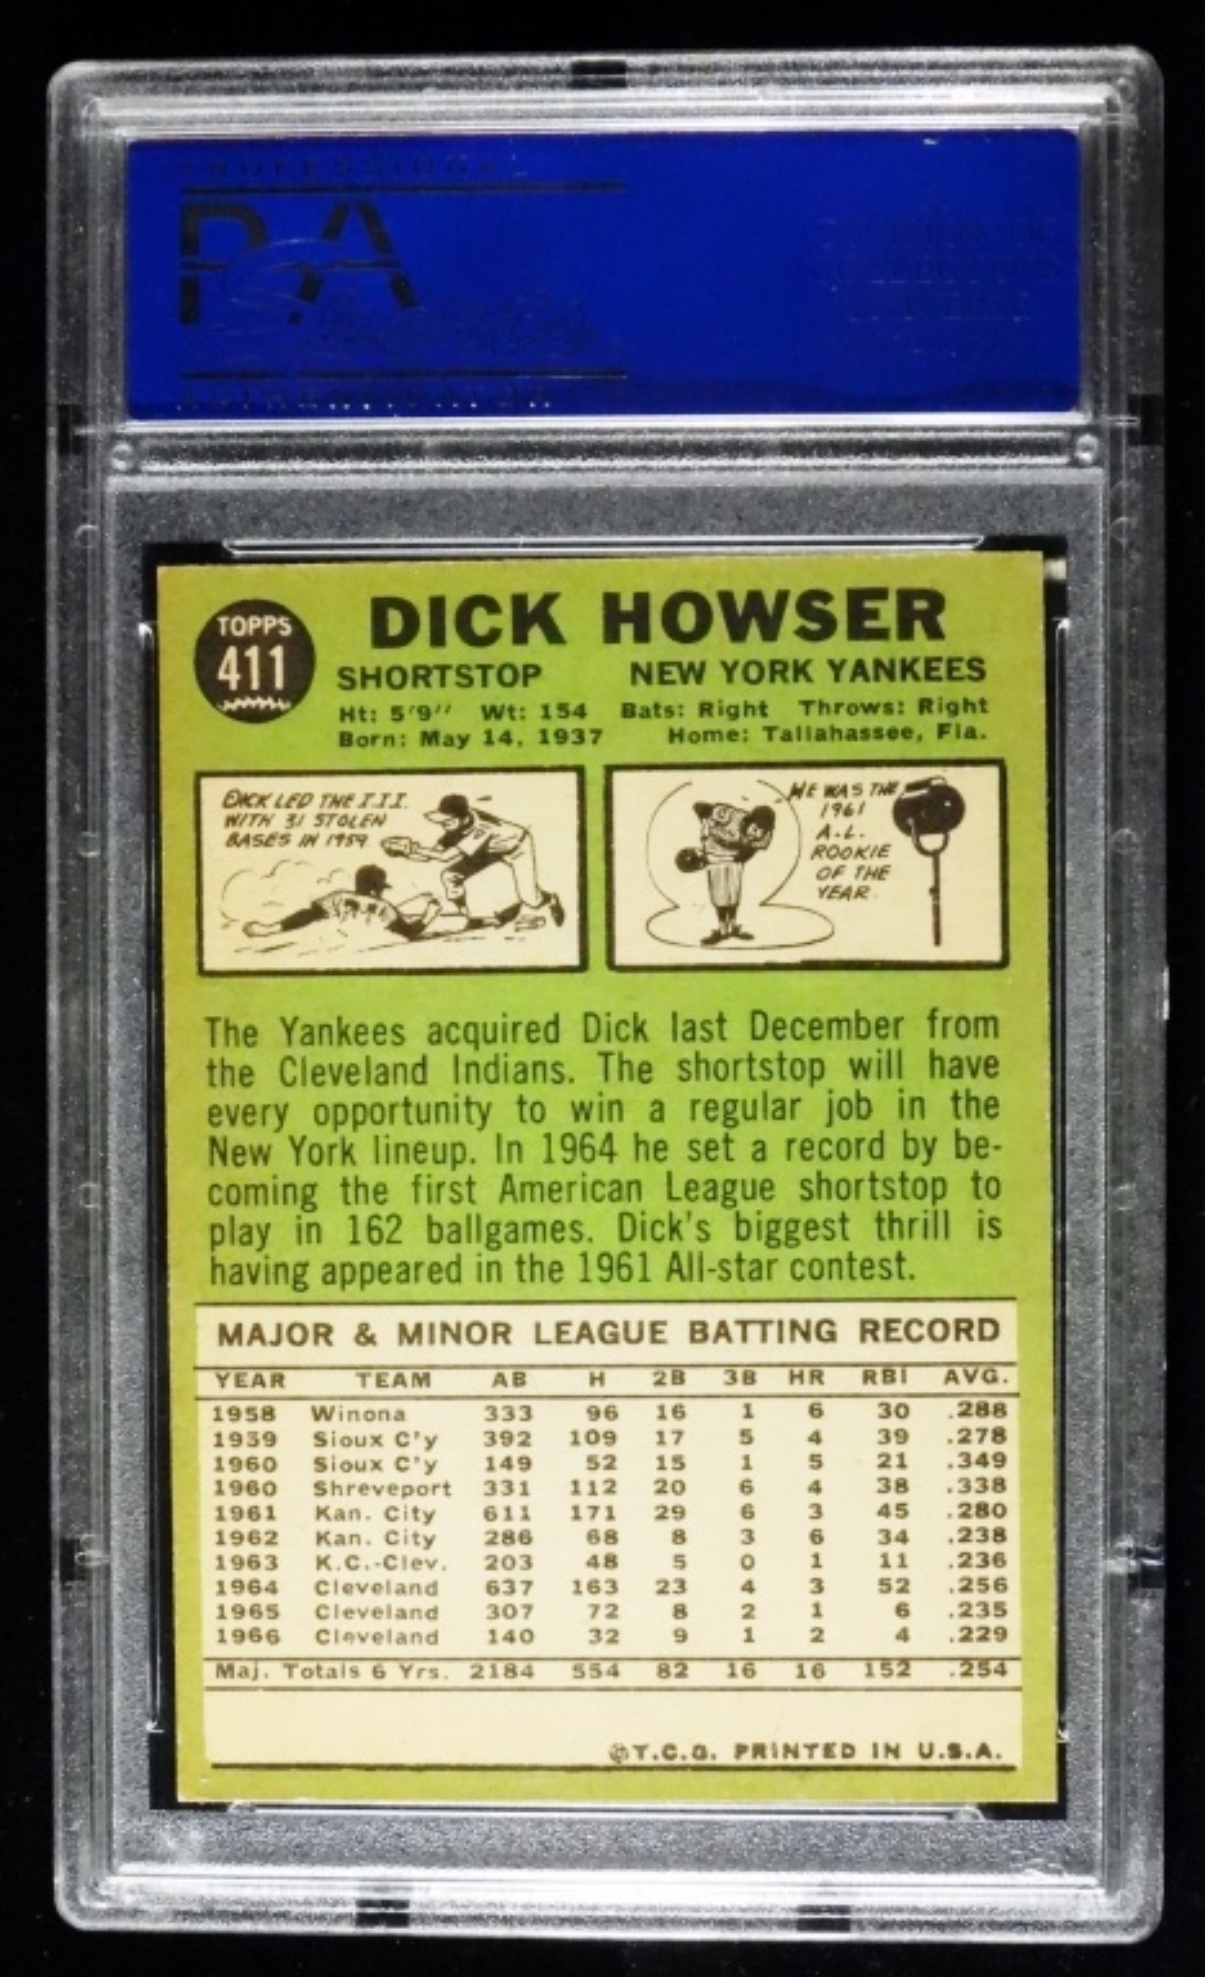 PROFESSIONAL
PSA
TOPPS
411
DICK HOWSER
SHORTSTOP NEW YORK YANKEES
Ht: 5'9" Wt: 154 Bats: Right Throws: Right
Born: May 14, 1937 Home: Tallahassee, Fla.
DICK LED THE I.I.I.
WITH 31 STOLEN
BASES IN 1959
HE WAS THE
1961
A.L.
ROOKIE
OF THE
YEAR.
The Yankees acquired Dick last December from
the Cleveland Indians. The shortstop will have
every opportunity to win a regular job in the
New York lineup. In 1964 he set a record by be-
coming the first American League shortstop to
play in 162 ballgames. Dick's biggest thrill is
having appeared in the 1961 All-star contest.
MAJOR & MINOR LEAGUE BATTING RECORD
YEAR TEAM AB H 2B 3B HR RBI AVG.
1958 Winona 333 96 16 1 6 30 .288
1959 Sioux C'y 392 109 17 5 4 39 .278
1960 Sioux C'y 149 52 15 1 5 21 .349
1960 Shreveport 331 112 20 6 4 38 .338
1961 Kan. City 611 171 29 6 3 45 .280
1962 Kan. City 286 68 8 3 6 34 .238
1963 K.C.-Clev. 203 48 5 0 1 11 .236
1964 Cleveland 637 163 23 4 3 52 .256
1965 Cleveland 307 72 8 2 1 6 .235
1966 Cleveland 140 32 9 1 2 4 .229
Maj. Totals 6 Yrs. 2184 554 82 16 16 152 .254
©T.C.G. PRINTED IN U.S.A.